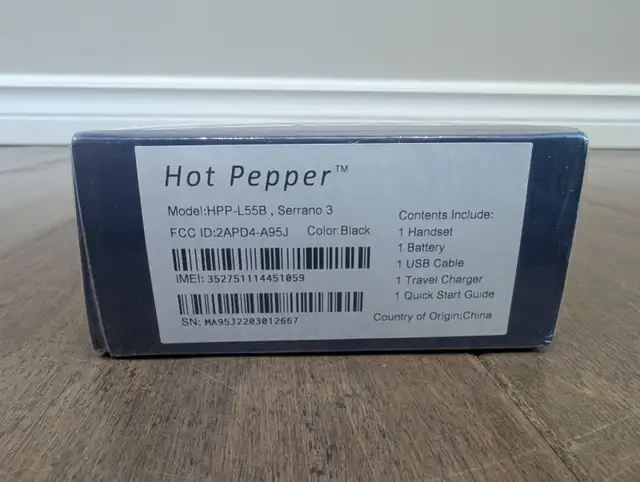 Hot Pepper™
Model:HPP-L55B , Serrano 3
FCC ID:2APD4-A95J Color:Black
IMEI: 352751114451059
SN: MA95J2203012667
Contents Include:
1 Handset
1 Battery
1 USB Cable
1 Travel Charger
1 Quick Start Guide
Country of Origin:China